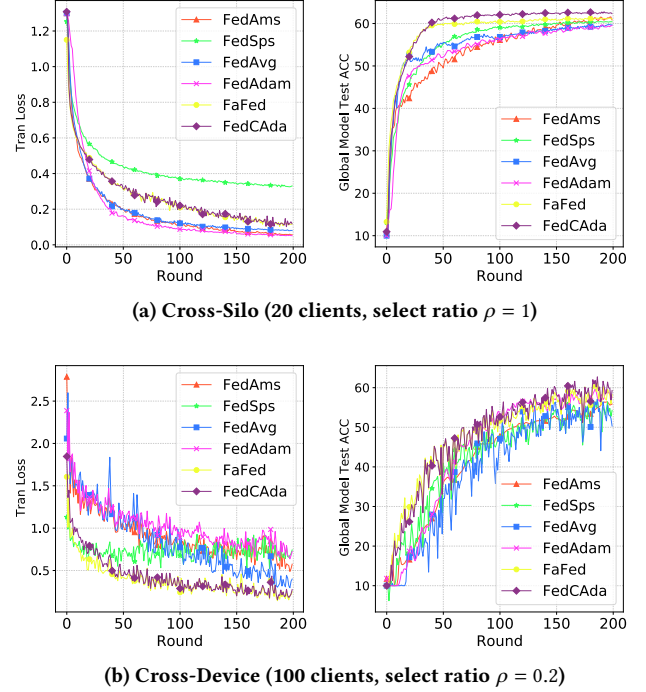 1.2
1.0
0.8
0.6
0.4
0.2
0.0
Tran Loss
0 50 100 150 200
Round
FedAms
FedSps
FedAvg
FedAdam
FaFed
FedCAda
60
50
40
30
20
10
Global Model Test ACC
0 50 100 150 200
Round
FedAms
FedSps
FedAvg
FedAdam
FaFed
FedCAda
(a) Cross-Silo (20 clients, select ratio ρ = 1)
2.5
2.0
1.5
1.0
0.5
Tran Loss
0 50 100 150 200
Round
FedAms
FedSps
FedAvg
FedAdam
FaFed
FedCAda
60
50
40
30
20
10
Global Model Test ACC
0 50 100 150 200
Round
FedAms
FedSps
FedAvg
FedAdam
FaFed
FedCAda
(b) Cross-Device (100 clients, select ratio ρ = 0.2)